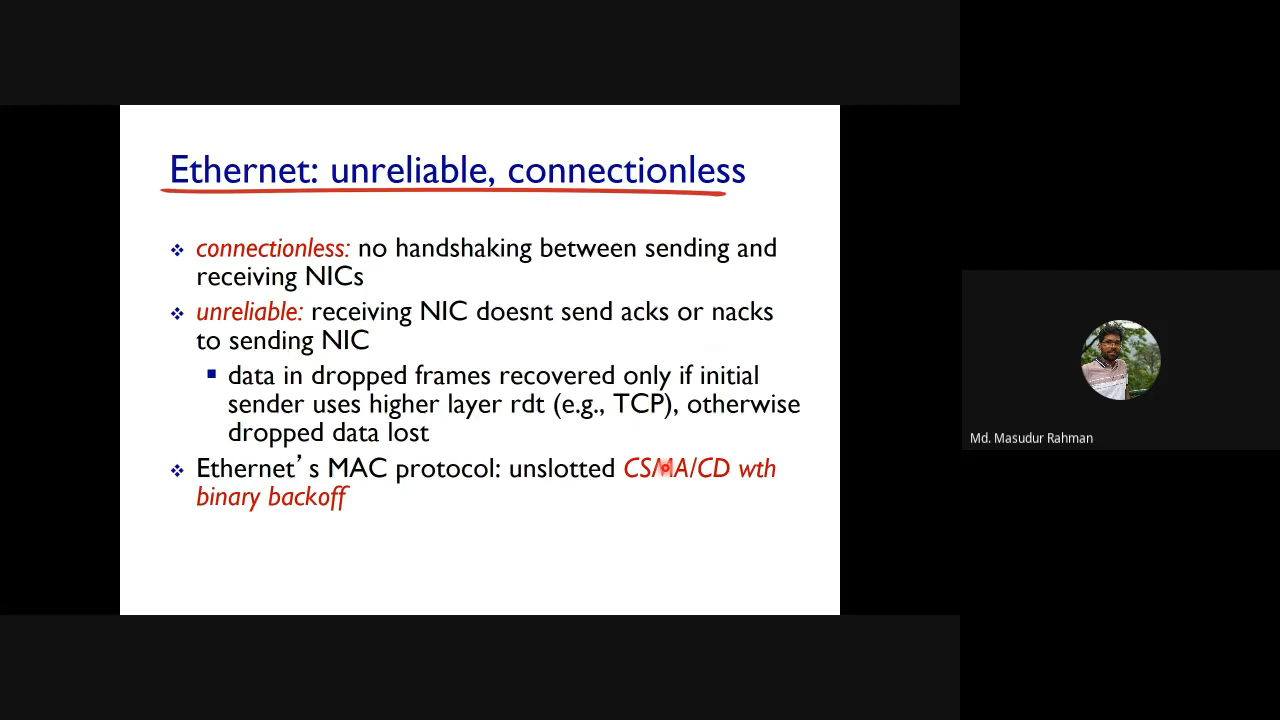 Ethernet: unreliable, connectionless
connectionless: no handshaking between sending and
receiving NICs
unreliable: receiving NIC doesnt send acks or nacks
to sending NIC
data in dropped frames recovered only if initial
sender uses higher layer rdt (e.g., TCP), otherwise
dropped data lost
Ethernet’s MAC protocol: unslotted CSMA/CD wth
binary backoff
Md. Masudur Rahman